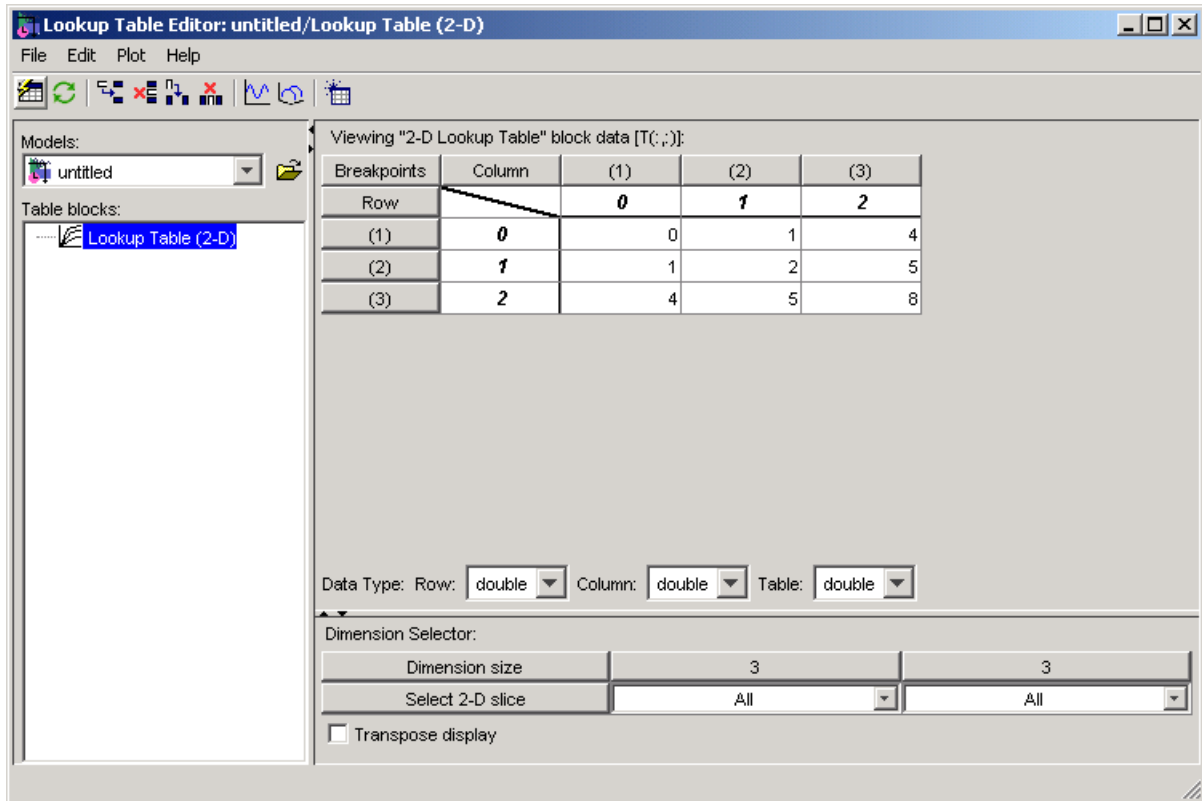 Lookup Table Editor: untitled/Lookup Table (2-D)
File Edit Plot Help
Models:
untitled
Table blocks:
Lookup Table (2-D)
Viewing "2-D Lookup Table" block data [T(:,:)]:
Breakpoints Column (1) (2) (3)
Row 0 1 2
(1) 0 0 1 4
(2) 1 1 2 5
(3) 2 4 5 8
Data Type: Row: double Column: double Table: double
Dimension Selector:
Dimension size 3 3
Select 2-D slice All All
Transpose display